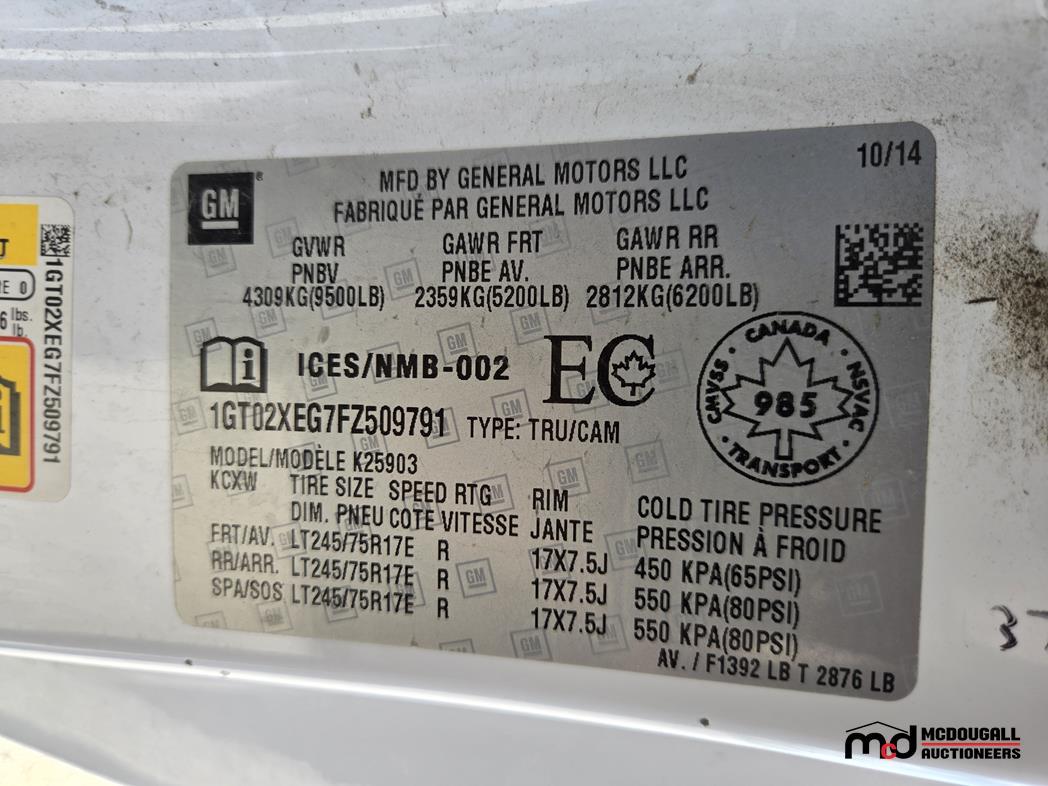 10/14
GM
MFD BY GENERAL MOTORS LLC
FABRIQUÉ PAR GENERAL MOTORS LLC
GVWR GAWR FRT GAWR RR
PNBV PNBE AV. PNBE ARR.
4309KG(9500LB) 2359KG(5200LB) 2812KG(6200LB)
i ICES/NMB-002 EC
CANADA
CMVSS 985 NSVAC
TRANSPORT
1GT02XEG7FZ509791 TYPE: TRU/CAM
MODEL/MODÈLE K25903
KCXW TIRE SIZE SPEED RTG RIM COLD TIRE PRESSURE
DIM. PNEU COTE VITESSE JANTE PRESSION À FROID
FRT/AV. LT245/75R17E R 17X7.5J 450 KPA(65PSI)
RR/ARR. LT245/75R17E R 17X7.5J 550 KPA(80PSI)
SPA/SOS LT245/75R17E R 17X7.5J 550 KPA(80PSI)
AV. / F1392 LB T 2876 LB
1GT02XEG7FZ509791
lbs.
lb.
mcd MCDOUGALL
AUCTIONEERS